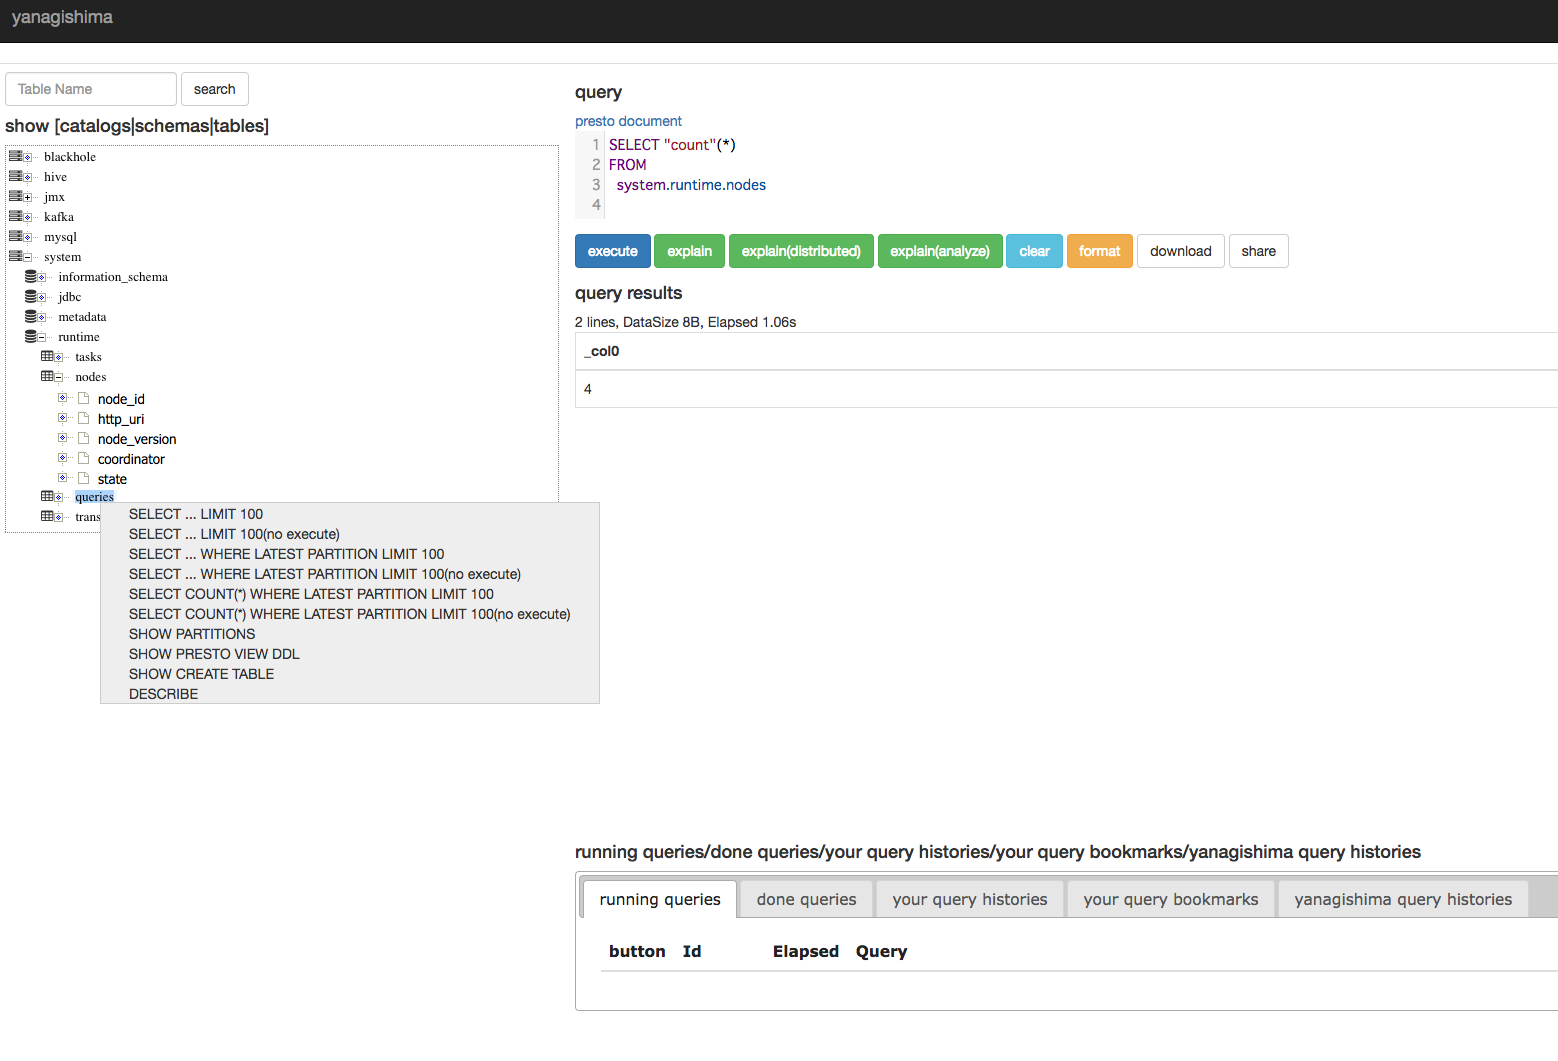 yanagishima
Table Name
search
show [catalogs|schemas|tables]
blackhole
hive
jmx
kafka
mysql
system
information_schema
jdbc
metadata
runtime
tasks
nodes
node_id
http_uri
node_version
coordinator
state
queries
trans
SELECT ... LIMIT 100
SELECT ... LIMIT 100(no execute)
SELECT ... WHERE LATEST PARTITION LIMIT 100
SELECT ... WHERE LATEST PARTITION LIMIT 100(no execute)
SELECT COUNT(*) WHERE LATEST PARTITION LIMIT 100
SELECT COUNT(*) WHERE LATEST PARTITION LIMIT 100(no execute)
SHOW PARTITIONS
SHOW PRESTO VIEW DDL
SHOW CREATE TABLE
DESCRIBE
query
presto document
1 SELECT "count"(*)
2 FROM
3 system.runtime.nodes
4
execute explain explain(distributed) explain(analyze) clear format download share
query results
2 lines, DataSize 8B, Elapsed 1.06s
_col0
4
running queries/done queries/your query histories/your query bookmarks/yanagishima query histories
running queries done queries your query histories your query bookmarks yanagishima query histories
button Id Elapsed Query